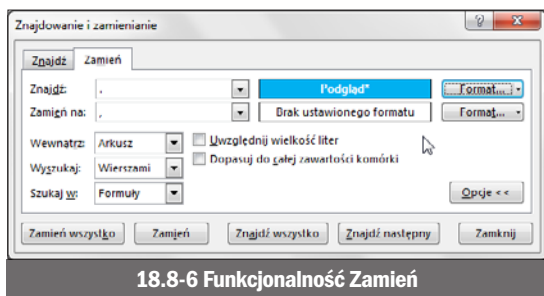 Znajdowanie i zamienianie
Znajdź Zamień
Znajdź: . Podgląd* Format...
Zamień na: , Brak ustawionego formatu Format...
Wewnątrz: Arkusz Uwzględnij wielkość liter
Wyszukaj: Wierszami Dopasuj do całej zawartości komórki
Szukaj w: Formuły Opcje <<
Zamień wszystko Zamień Znajdź wszystko Znajdź następny Zamknij
18.8-6 Funkcjonalność Zamień